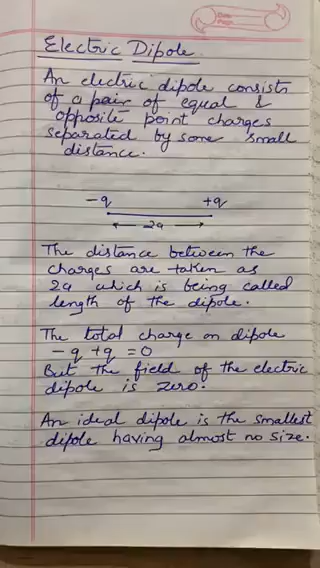 Date
Page
Electric Dipole.
An electric dipole consists
of a pair of equal &
opposite point charges
separated by some small
distance.
-q +q
2a
The distance between the
charges are taken as
2a which is being called
length of the dipole.
The total charge on dipole
-q +q = 0
But the field of the electric
dipole is zero.
An ideal dipole is the smallest
dipole having almost no size.